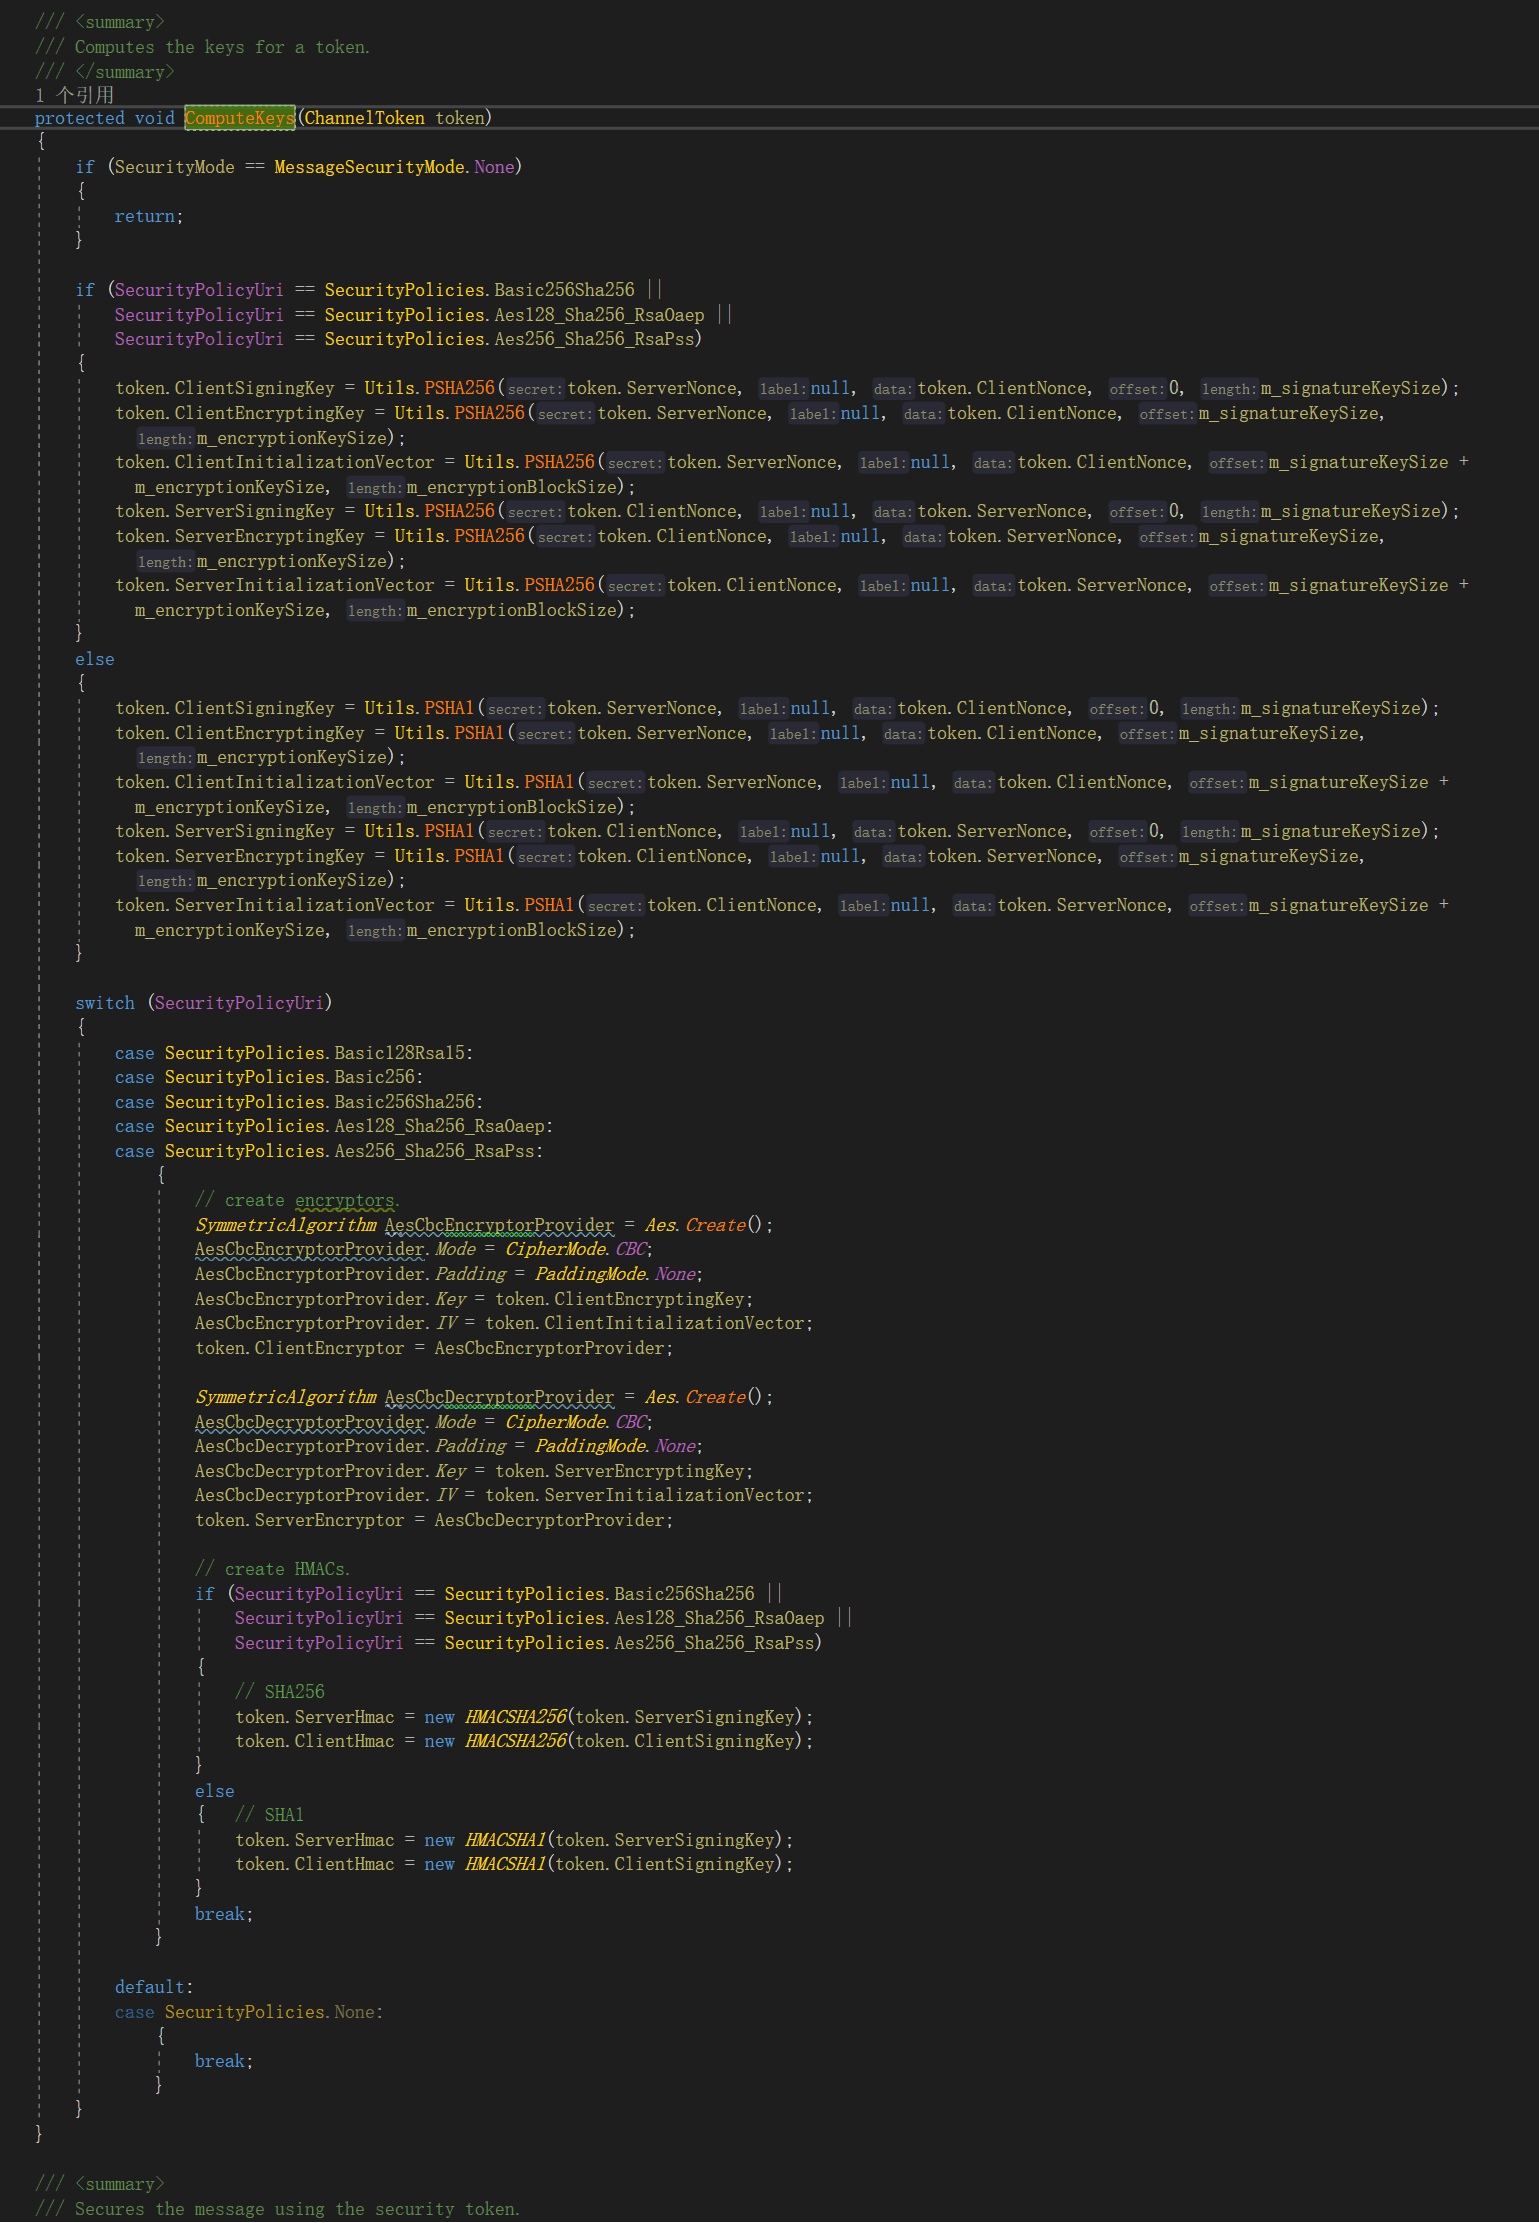 /// <summary>
/// Computes the keys for a token.
/// </summary>
1 个引用
protected void ComputeKeys(ChannelToken token)
{
if (SecurityMode == MessageSecurityMode.None)
{
return;
}
if (SecurityPolicyUri == SecurityPolicies.Basic256Sha256 ||
SecurityPolicyUri == SecurityPolicies.Aes128_Sha256_RsaOaep ||
SecurityPolicyUri == SecurityPolicies.Aes256_Sha256_RsaPss)
{
token.ClientSigningKey = Utils.PSHA256(secret: token.ServerNonce, label: null, data: token.ClientNonce, offset: 0, length: m_signatureKeySize);
token.ClientEncryptingKey = Utils.PSHA256(secret: token.ServerNonce, label: null, data: token.ClientNonce, offset: m_signatureKeySize,
length: m_encryptionKeySize);
token.ClientInitializationVector = Utils.PSHA256(secret: token.ServerNonce, label: null, data: token.ClientNonce, offset: m_signatureKeySize +
m_encryptionKeySize, length: m_encryptionBlockSize);
token.ServerSigningKey = Utils.PSHA256(secret: token.ClientNonce, label: null, data: token.ServerNonce, offset: 0, length: m_signatureKeySize);
token.ServerEncryptingKey = Utils.PSHA256(secret: token.ClientNonce, label: null, data: token.ServerNonce, offset: m_signatureKeySize,
length: m_encryptionKeySize);
token.ServerInitializationVector = Utils.PSHA256(secret: token.ClientNonce, label: null, data: token.ServerNonce, offset: m_signatureKeySize +
m_encryptionKeySize, length: m_encryptionBlockSize);
}
else
{
token.ClientSigningKey = Utils.PSHA1(secret: token.ServerNonce, label: null, data: token.ClientNonce, offset: 0, length: m_signatureKeySize);
token.ClientEncryptingKey = Utils.PSHA1(secret: token.ServerNonce, label: null, data: token.ClientNonce, offset: m_signatureKeySize,
length: m_encryptionKeySize);
token.ClientInitializationVector = Utils.PSHA1(secret: token.ServerNonce, label: null, data: token.ClientNonce, offset: m_signatureKeySize +
m_encryptionKeySize, length: m_encryptionBlockSize);
token.ServerSigningKey = Utils.PSHA1(secret: token.ClientNonce, label: null, data: token.ServerNonce, offset: 0, length: m_signatureKeySize);
token.ServerEncryptingKey = Utils.PSHA1(secret: token.ClientNonce, label: null, data: token.ServerNonce, offset: m_signatureKeySize,
length: m_encryptionKeySize);
token.ServerInitializationVector = Utils.PSHA1(secret: token.ClientNonce, label: null, data: token.ServerNonce, offset: m_signatureKeySize +
m_encryptionKeySize, length: m_encryptionBlockSize);
}
switch (SecurityPolicyUri)
{
case SecurityPolicies.Basic128Rsa15:
case SecurityPolicies.Basic256:
case SecurityPolicies.Basic256Sha256:
case SecurityPolicies.Aes128_Sha256_RsaOaep:
case SecurityPolicies.Aes256_Sha256_RsaPss:
{
// create encryptors.
SymmetricAlgorithm AesCbcEncryptorProvider = Aes.Create();
AesCbcEncryptorProvider.Mode = CipherMode.CBC;
AesCbcEncryptorProvider.Padding = PaddingMode.None;
AesCbcEncryptorProvider.Key = token.ClientEncryptingKey;
AesCbcEncryptorProvider.IV = token.ClientInitializationVector;
token.ClientEncryptor = AesCbcEncryptorProvider;
SymmetricAlgorithm AesCbcDecryptorProvider = Aes.Create();
AesCbcDecryptorProvider.Mode = CipherMode.CBC;
AesCbcDecryptorProvider.Padding = PaddingMode.None;
AesCbcDecryptorProvider.Key = token.ServerEncryptingKey;
AesCbcDecryptorProvider.IV = token.ServerInitializationVector;
token.ServerEncryptor = AesCbcDecryptorProvider;
// create HMACs.
if (SecurityPolicyUri == SecurityPolicies.Basic256Sha256 ||
SecurityPolicyUri == SecurityPolicies.Aes128_Sha256_RsaOaep ||
SecurityPolicyUri == SecurityPolicies.Aes256_Sha256_RsaPss)
{
// SHA256
token.ServerHmac = new HMACSHA256(token.ServerSigningKey);
token.ClientHmac = new HMACSHA256(token.ClientSigningKey);
}
else
{ // SHA1
token.ServerHmac = new HMACSHA1(token.ServerSigningKey);
token.ClientHmac = new HMACSHA1(token.ClientSigningKey);
}
break;
}
default:
case SecurityPolicies.None:
{
break;
}
}
}
/// <summary>
/// Secures the message using the security token.